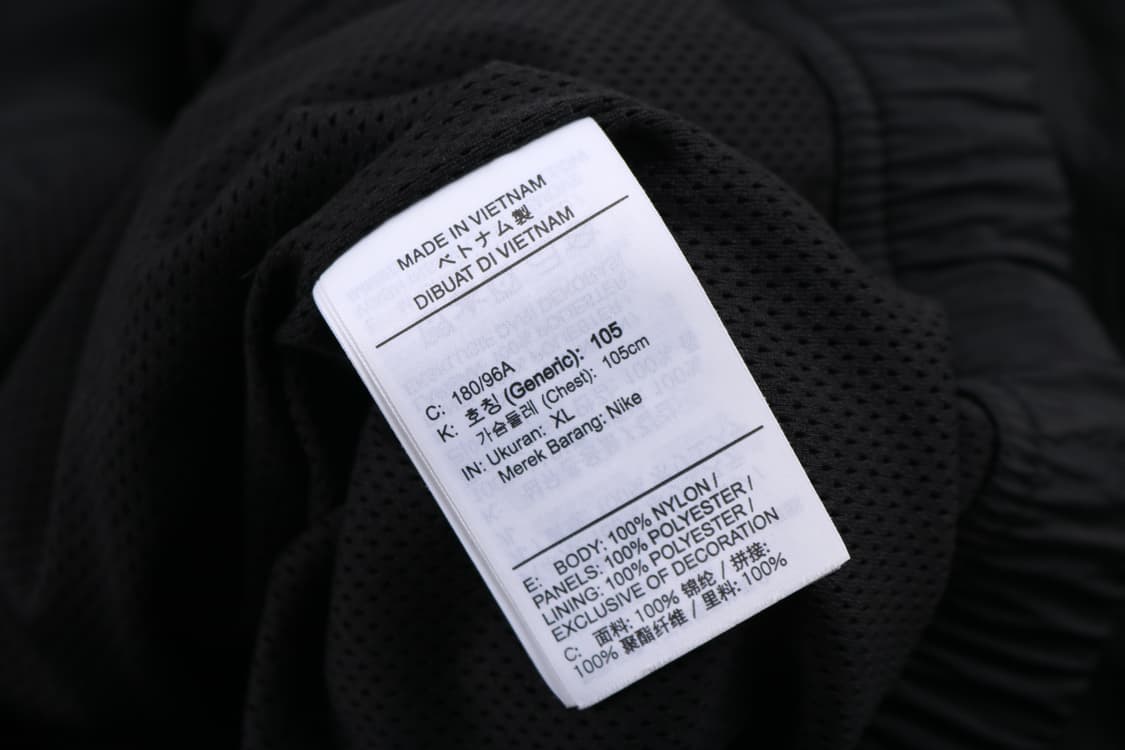 MADE IN VIETNAM
ベトナム製
DIBUAT DI VIETNAM
C: 180/96A
K: 호칭 (Generic): 105
가슴둘레 (Chest): 105cm
IN: Ukuran: XL
Merek Barang: Nike
E: BODY: 100% NYLON /
PANELS: 100% POLYESTER /
LINING: 100% POLYESTER /
EXCLUSIVE OF DECORATION
C: 面料: 100% 锦纶 / 拼接:
100% 聚酯纤维 / 里料: 100%